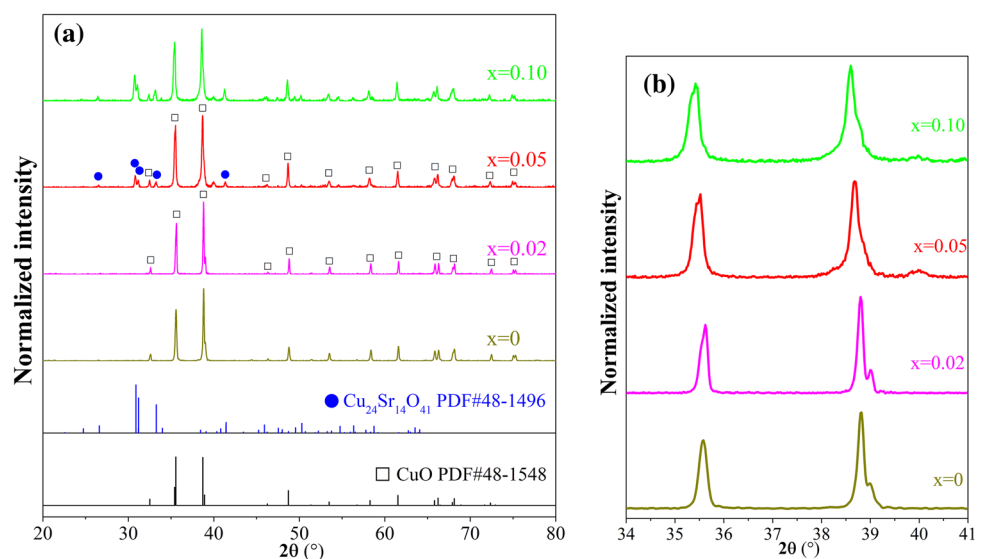 (a)
x=0.10
x=0.05
x=0.02
x=0
Cu₂₄Sr₁₄O₄₁ PDF#48-1496
CuO PDF#48-1548
Normalized intensity
20 30 40 50 60 70 80
2θ (°)
(b)
x=0.10
x=0.05
x=0.02
x=0
Normalized intensity
34 35 36 37 38 39 40 41
2θ (°)